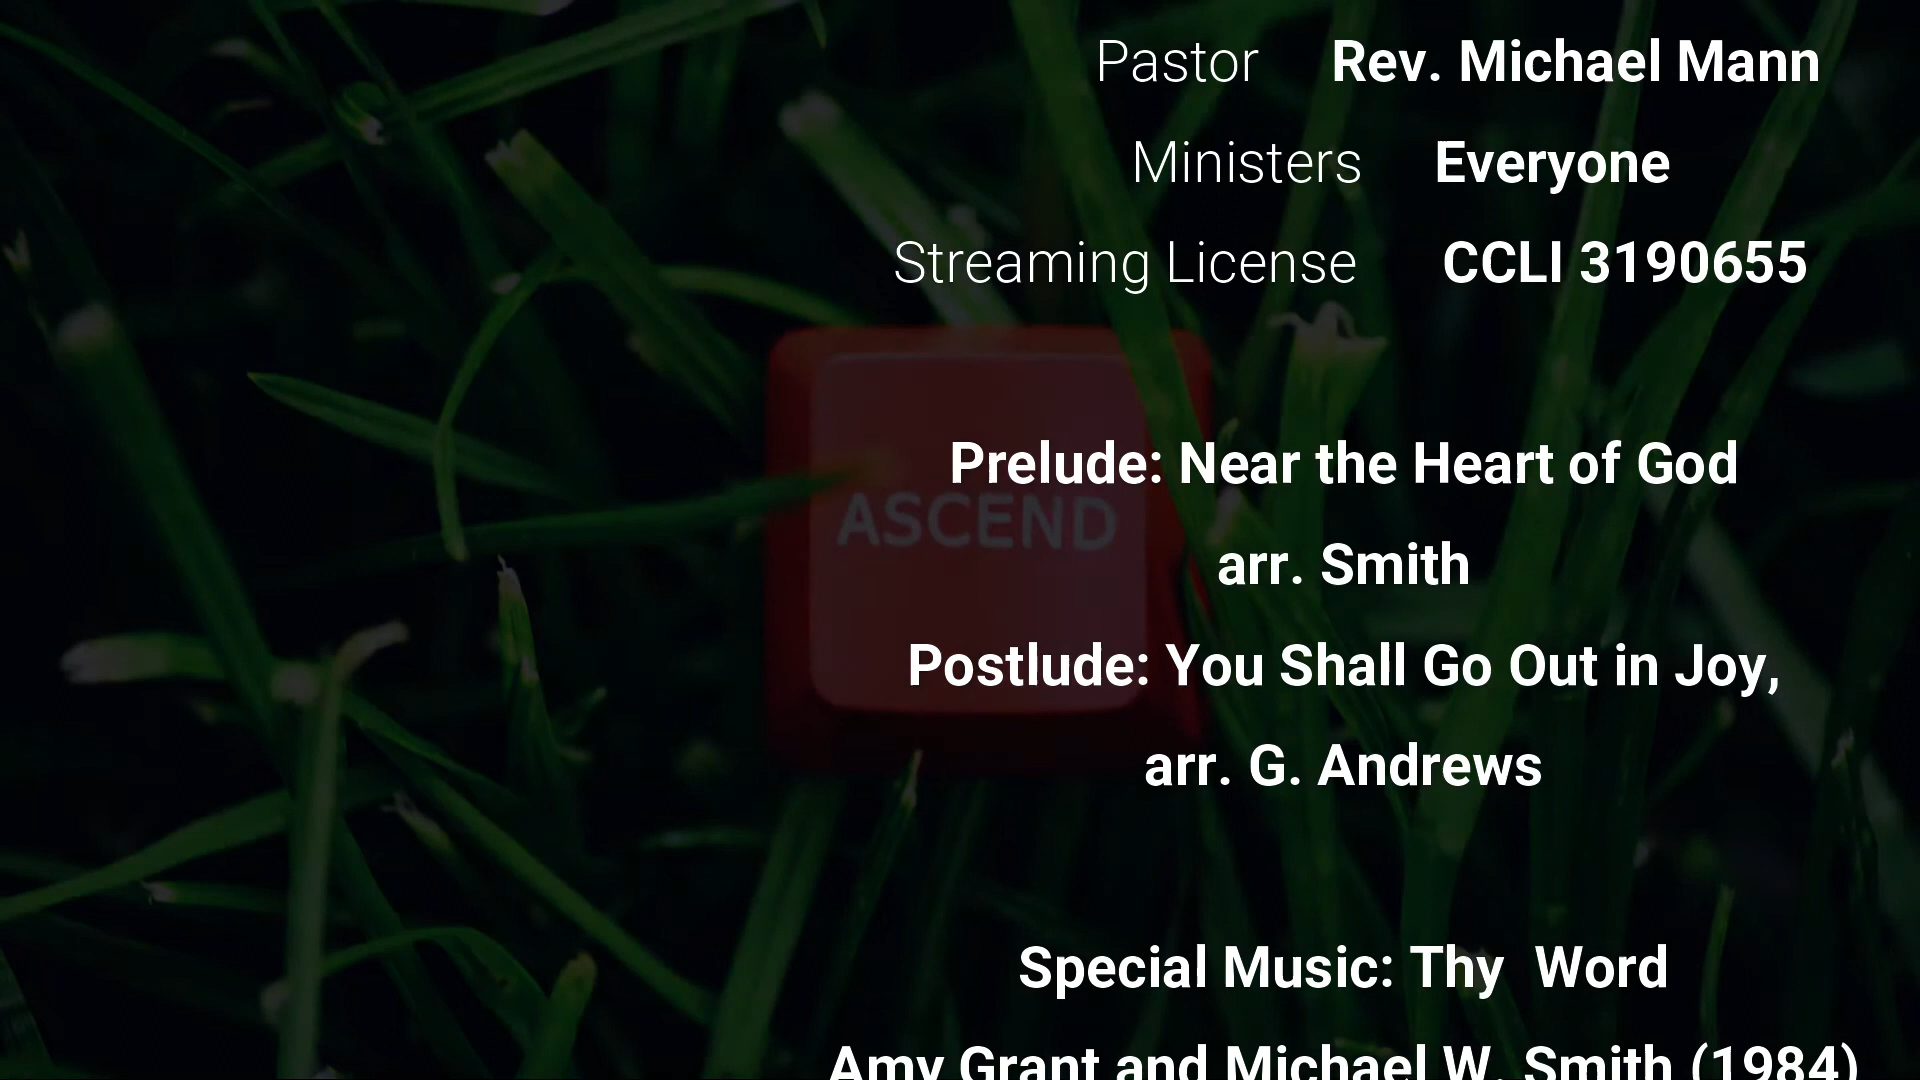 Pastor Rev. Michael Mann
Ministers Everyone
Streaming License CCLI 3190655
Prelude: Near the Heart of God
ASCEND
arr. Smith
Postlude: You Shall Go Out in Joy,
arr. G. Andrews
Special Music: Thy Word
Amy Grant and Michael W. Smith (1984)